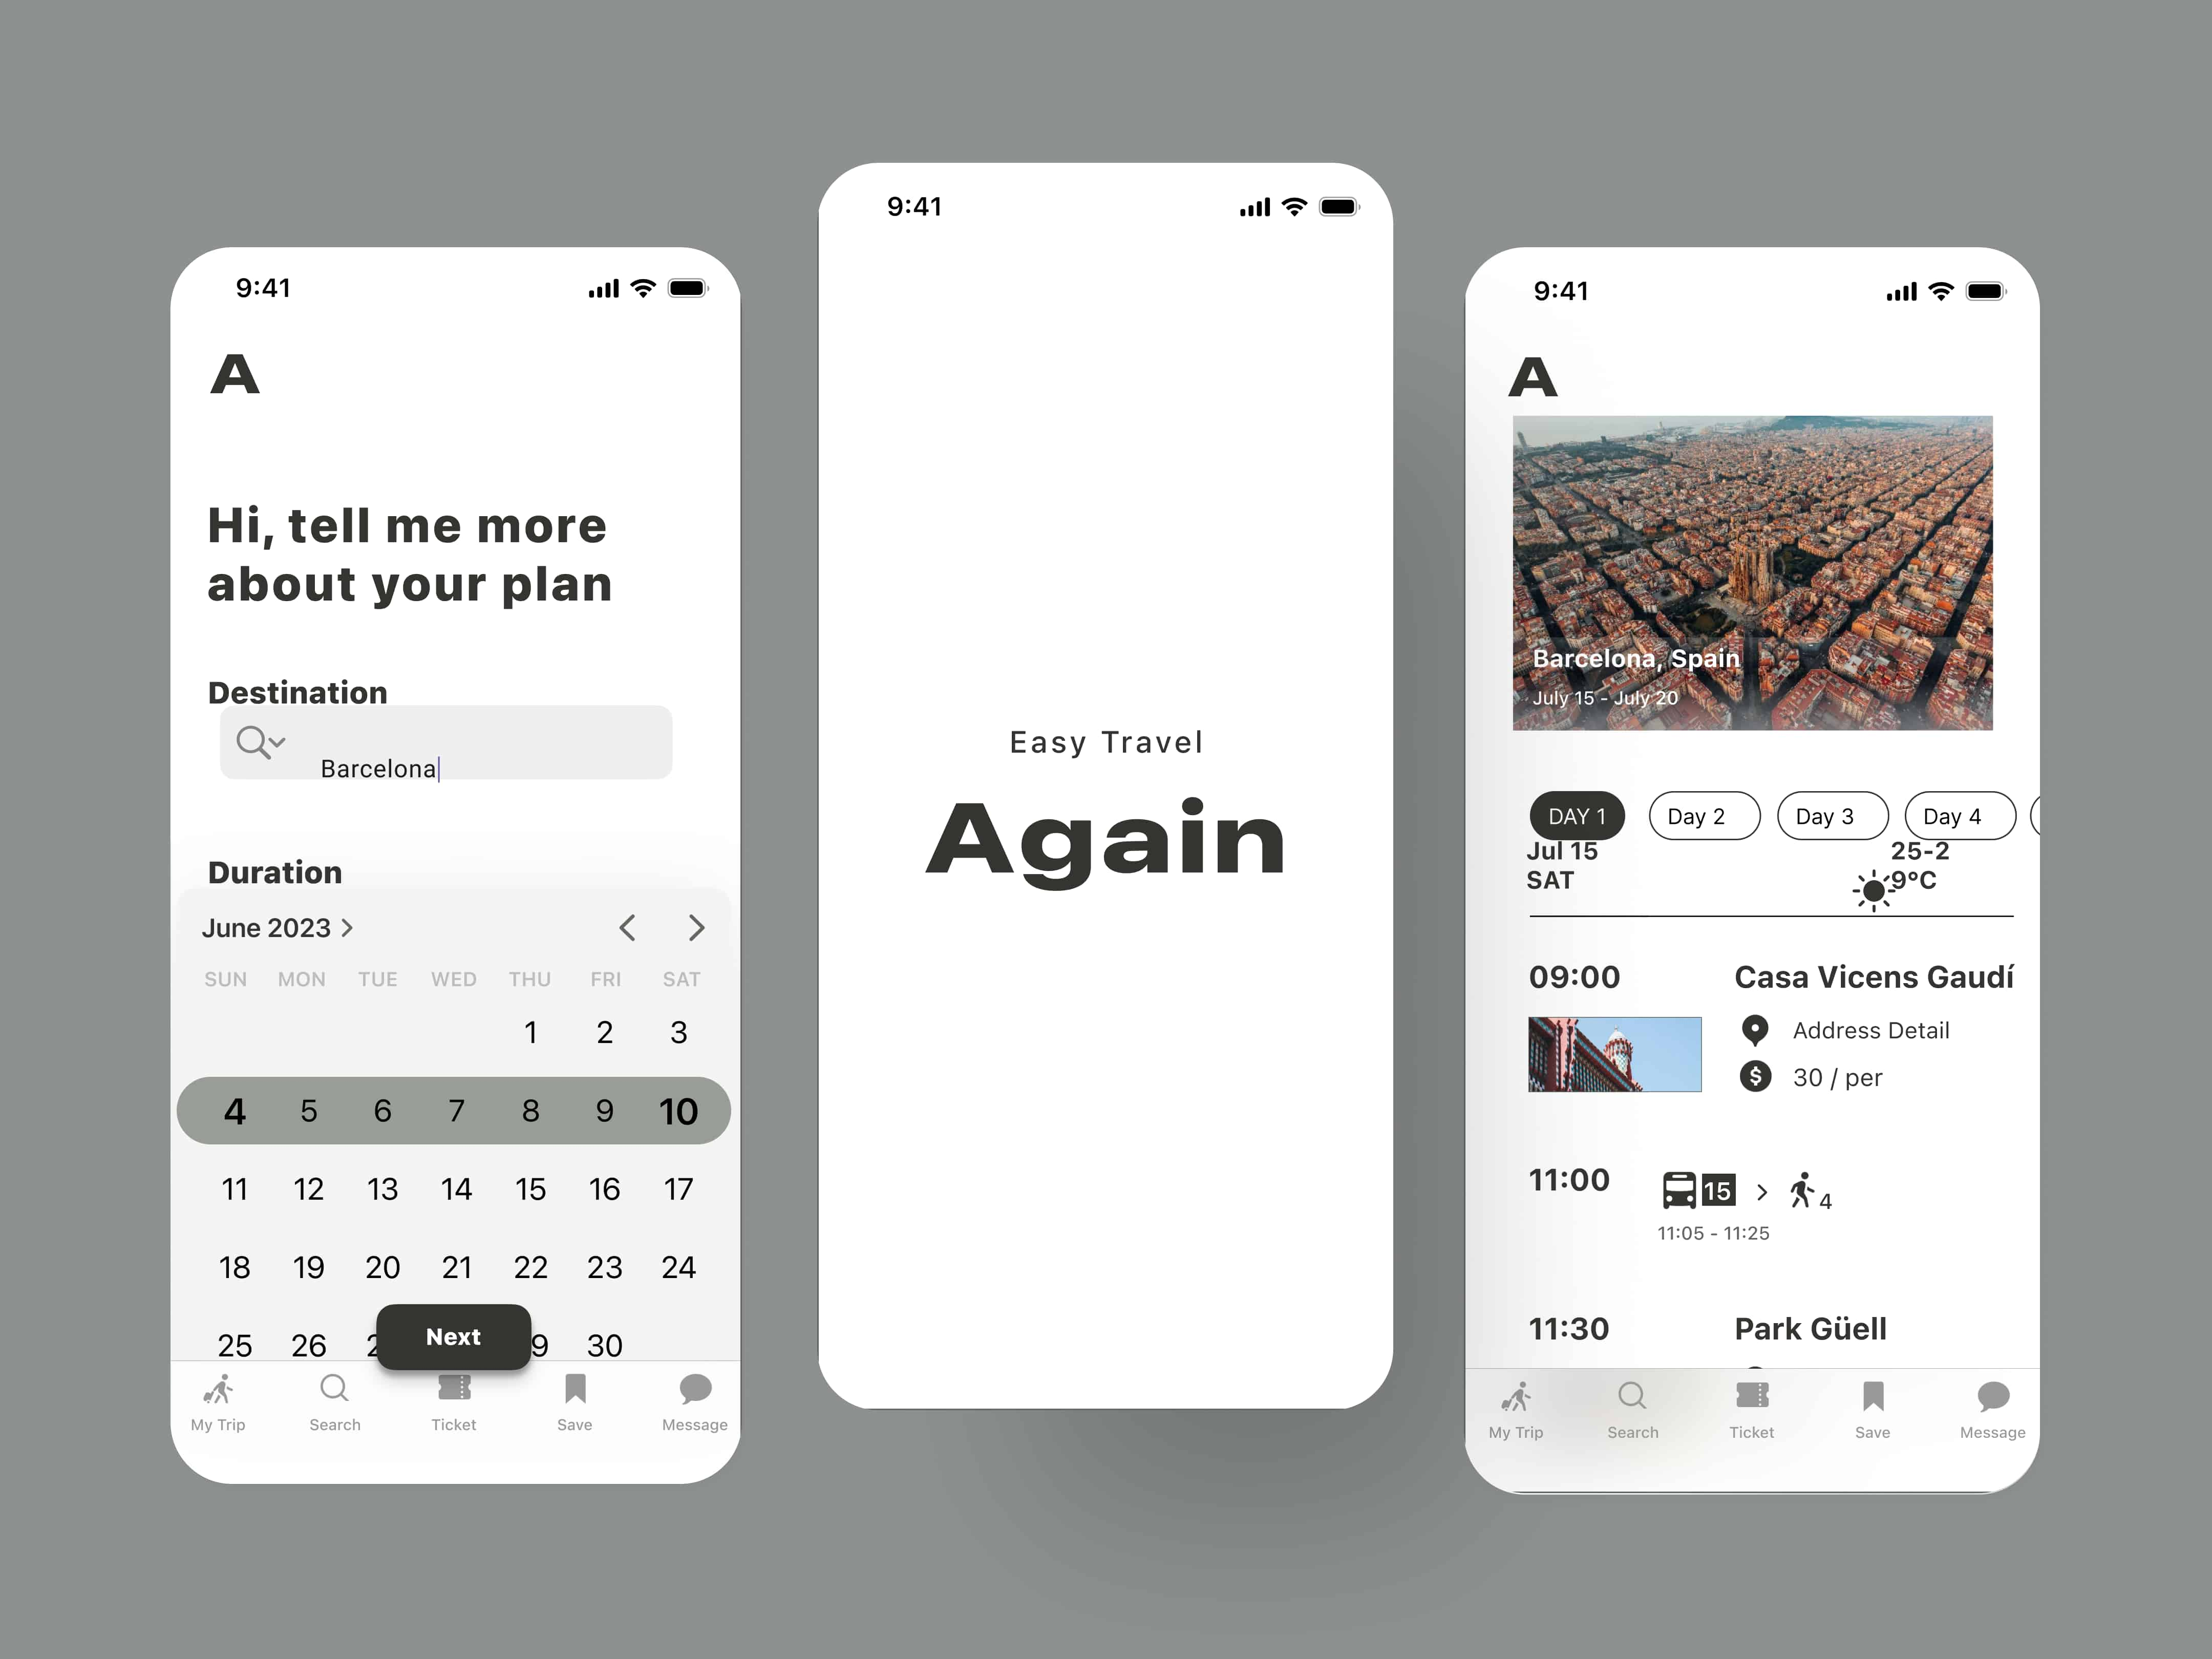 9:41
A
Hi, tell me more
about your plan
Destination
Barcelona
Duration
June 2023
SUN MON TUE WED THU FRI SAT
1 2 3
4 5 6 7 8 9 10
11 12 13 14 15 16 17
18 19 20 21 22 23 24
25 26 30
Next
My Trip Search Ticket Save Message
9:41
Easy Travel
Again
9:41
A
Barcelona, Spain
July 15 - July 20
DAY 1 Day 2 Day 3 Day 4
Jul 15
SAT
25-2
9°C
09:00 Casa Vicens Gaudí
Address Detail
$ 30 / per
11:00 15 4
11:05 - 11:25
11:30 Park Güell
My Trip Search Ticket Save Message